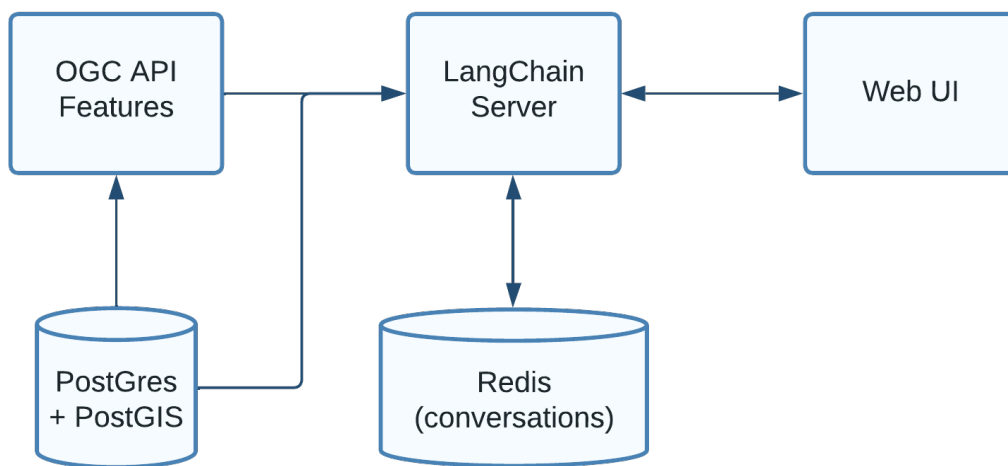 OGC API
Features
LangChain
Server
Web UI
PostGres
+ PostGIS
Redis
(conversations)